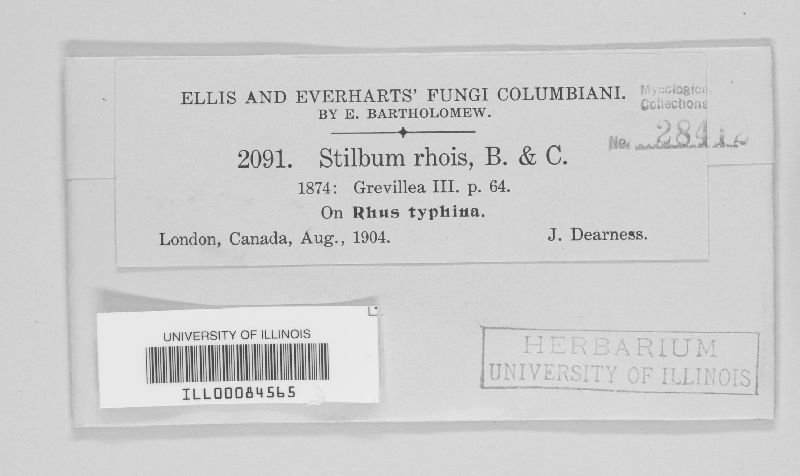 ELLIS AND EVERHARTS' FUNGI COLUMBIANI.
BY E. BARTHOLOMEW.
Mycological
Collections
No. 28412
2091. Stilbum rhois, B. & C.
1874: Grevillea III. p. 64.
On Rhus typhina.
London, Canada, Aug., 1904.
J. Dearness.
UNIVERSITY OF ILLINOIS
ILL00084565
HERBARIUM
UNIVERSITY OF ILLINOIS